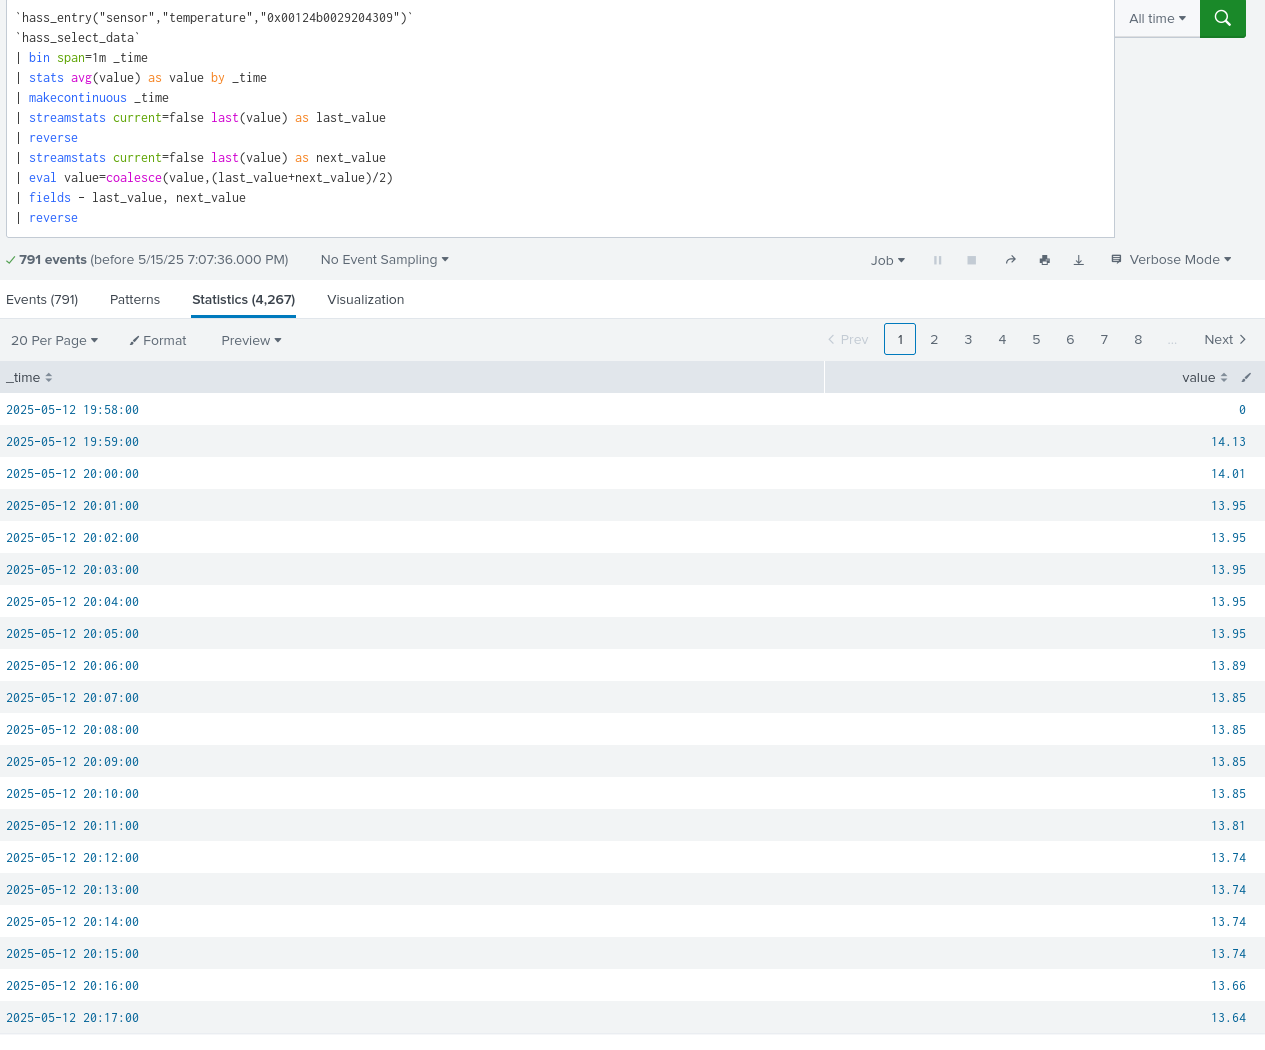 `hass_entry("sensor","temperature","0x00124b0029204309")`
`hass_select_data`
| bin span=1m _time
| stats avg(value) as value by _time
| makecontinuous _time
| streamstats current=false last(value) as last_value
| reverse
| streamstats current=false last(value) as next_value
| eval value=coalesce(value,(last_value+next_value)/2)
| fields - last_value, next_value
| reverse
All time
791 events (before 5/15/25 7:07:36.000 PM) No Event Sampling Job Verbose Mode
Events (791) Patterns Statistics (4,267) Visualization
20 Per Page Format Preview Prev 1 2 3 4 5 6 7 8 ... Next
_time value
2025-05-12 19:58:00 0
2025-05-12 19:59:00 14.13
2025-05-12 20:00:00 14.01
2025-05-12 20:01:00 13.95
2025-05-12 20:02:00 13.95
2025-05-12 20:03:00 13.95
2025-05-12 20:04:00 13.95
2025-05-12 20:05:00 13.95
2025-05-12 20:06:00 13.89
2025-05-12 20:07:00 13.85
2025-05-12 20:08:00 13.85
2025-05-12 20:09:00 13.85
2025-05-12 20:10:00 13.85
2025-05-12 20:11:00 13.81
2025-05-12 20:12:00 13.74
2025-05-12 20:13:00 13.74
2025-05-12 20:14:00 13.74
2025-05-12 20:15:00 13.74
2025-05-12 20:16:00 13.66
2025-05-12 20:17:00 13.64